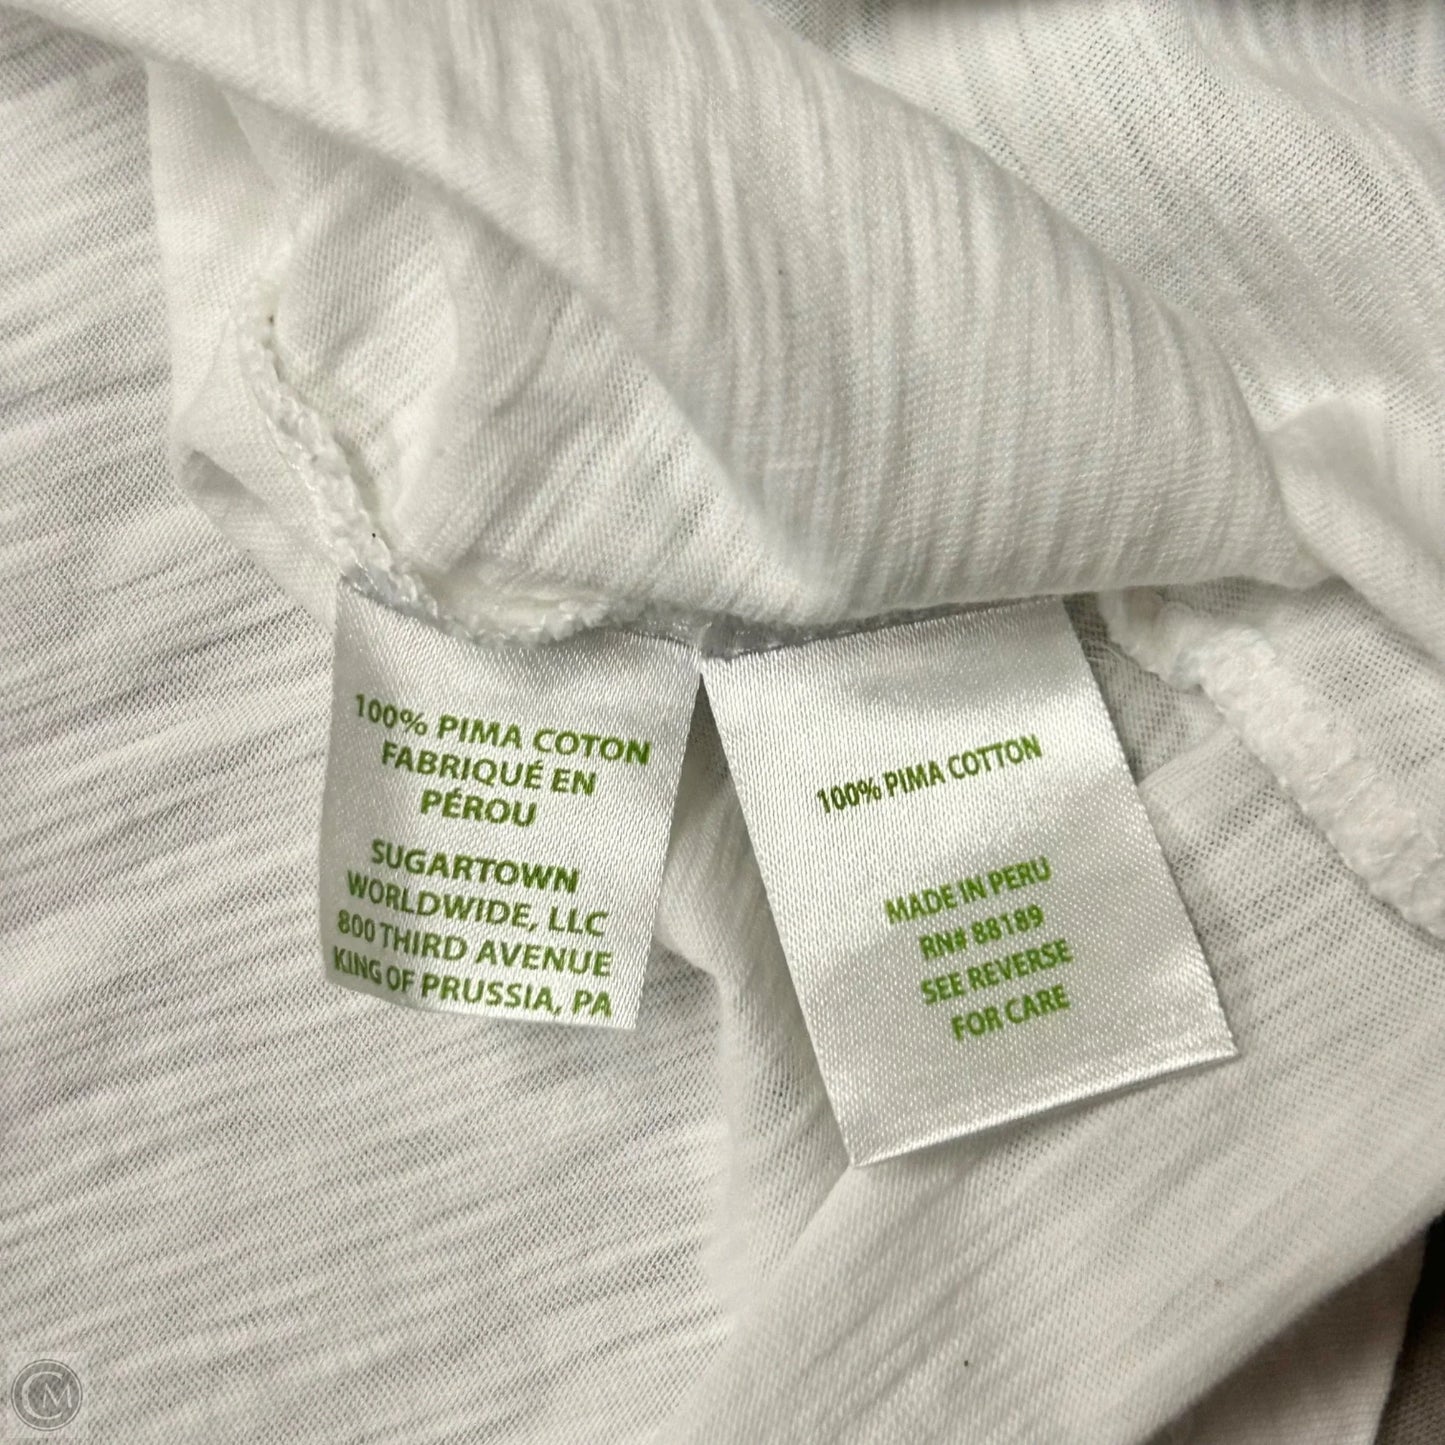 100% PIMA COTON
FABRIQUÉ EN
PÉROU
SUGARTOWN
WORLDWIDE, LLC
800 THIRD AVENUE
KING OF PRUSSIA, PA
100% PIMA COTTON
MADE IN PERU
RN# 88189
SEE REVERSE
FOR CARE
CM